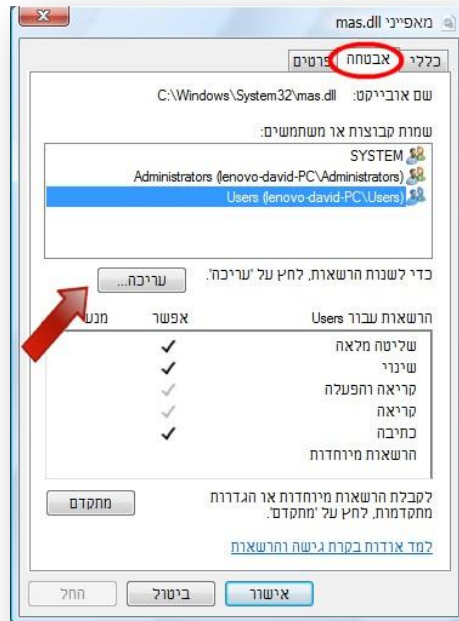 מאפייני mas.dll
כללי אבטחה פרטים
שם אובייקט: C:\Windows\System32\mas.dll
שמות קבוצות או משתמשים:
SYSTEM
Administrators (lenovo-david-PC\Administrators)
Users (lenovo-david-PC\Users)
כדי לשנות הרשאות, לחץ על 'עריכה'.
עריכה...
הרשאות עבור Users אפשר מנע
שליטה מלאה
שינוי
קריאה והפעלה
קריאה
כתיבה
הרשאות מיוחדות
לקבלת הרשאות מיוחדות או הגדרות
מתקדמות, לחץ על 'מתקדם'.
מתקדם
למד אודות בקרת גישה והרשאות
אישור ביטול החל